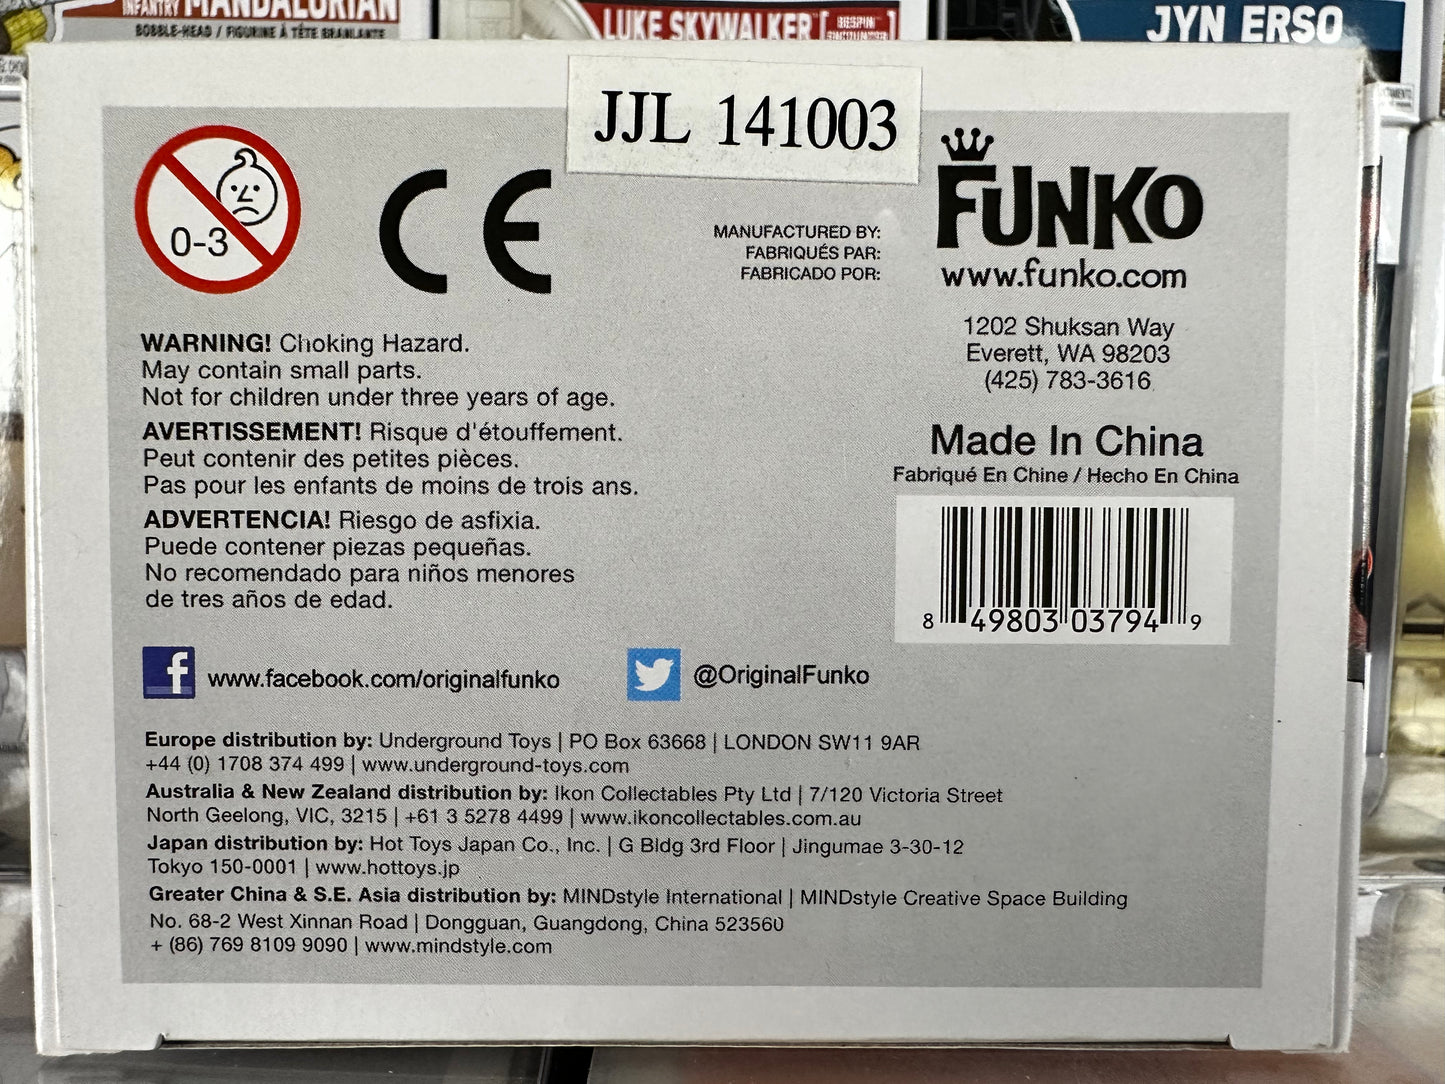 INFANTRY MANDALORIAN
BOBBLE-HEAD / FIGURINE À TÊTE BRANLANTE
LUKE SKYWALKER [BESPIN
ENCOUNTER]
JYN ERSO
JJL 141003
0-3
CE
MANUFACTURED BY:
FABRIQUÉS PAR:
FABRICADO POR:
FUNKO
www.funko.com
1202 Shuksan Way
Everett, WA 98203
(425) 783-3616
WARNING! Choking Hazard.
May contain small parts.
Not for children under three years of age.
AVERTISSEMENT! Risque d'étouffement.
Peut contenir des petites pièces.
Pas pour les enfants de moins de trois ans.
ADVERTENCIA! Riesgo de asfixia.
Puede contener piezas pequeñas.
No recomendado para niños menores
de tres años de edad.
Made In China
Fabriqué En Chine / Hecho En China
8 49803 03794 9
f www.facebook.com/originalfunko
@OriginalFunko
Europe distribution by: Underground Toys | PO Box 63668 | LONDON SW11 9AR
+44 (0) 1708 374 499 | www.underground-toys.com
Australia & New Zealand distribution by: Ikon Collectables Pty Ltd | 7/120 Victoria Street
North Geelong, VIC, 3215 | +61 3 5278 4499 | www.ikoncollectables.com.au
Japan distribution by: Hot Toys Japan Co., Inc. | G Bldg 3rd Floor | Jingumae 3-30-12
Tokyo 150-0001 | www.hottoys.jp
Greater China & S.E. Asia distribution by: MINDstyle International | MINDstyle Creative Space Building
No. 68-2 West Xinnan Road | Dongguan, Guangdong, China 523560
+ (86) 769 8109 9090 | www.mindstyle.com